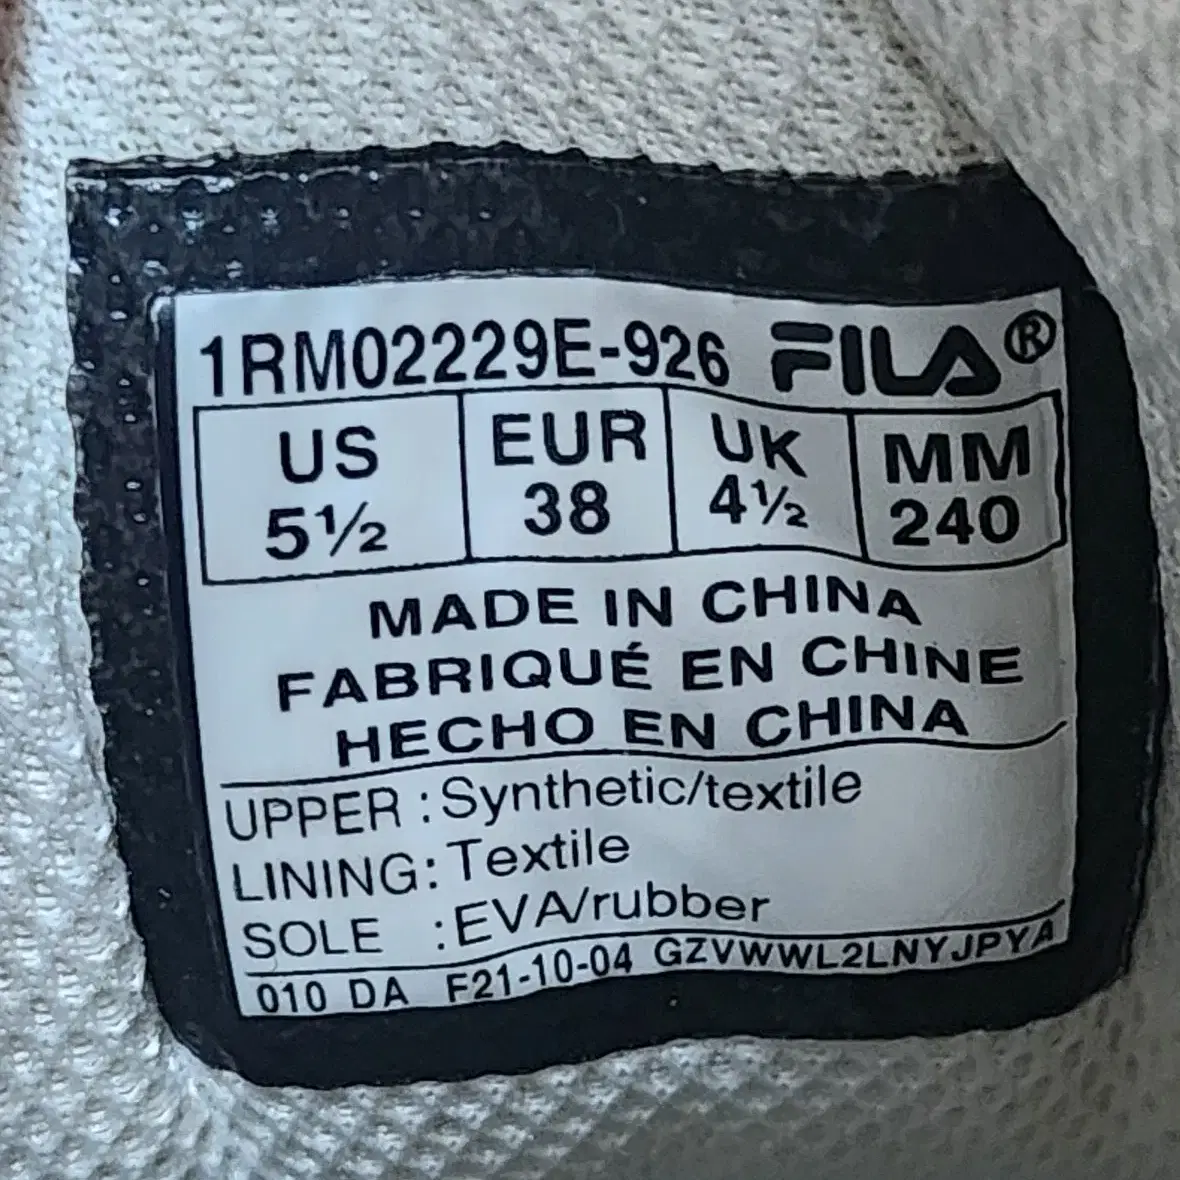 1RM02229E-926 FILA®
US EUR UK MM
5½ 38 4½ 240
MADE IN CHINA
FABRIQUÉ EN CHINE
HECHO EN CHINA
UPPER : Synthetic/textile
LINING: Textile
SOLE : EVA/rubber
010 DA F21-10-04 GZVWWL2LNYJPYA